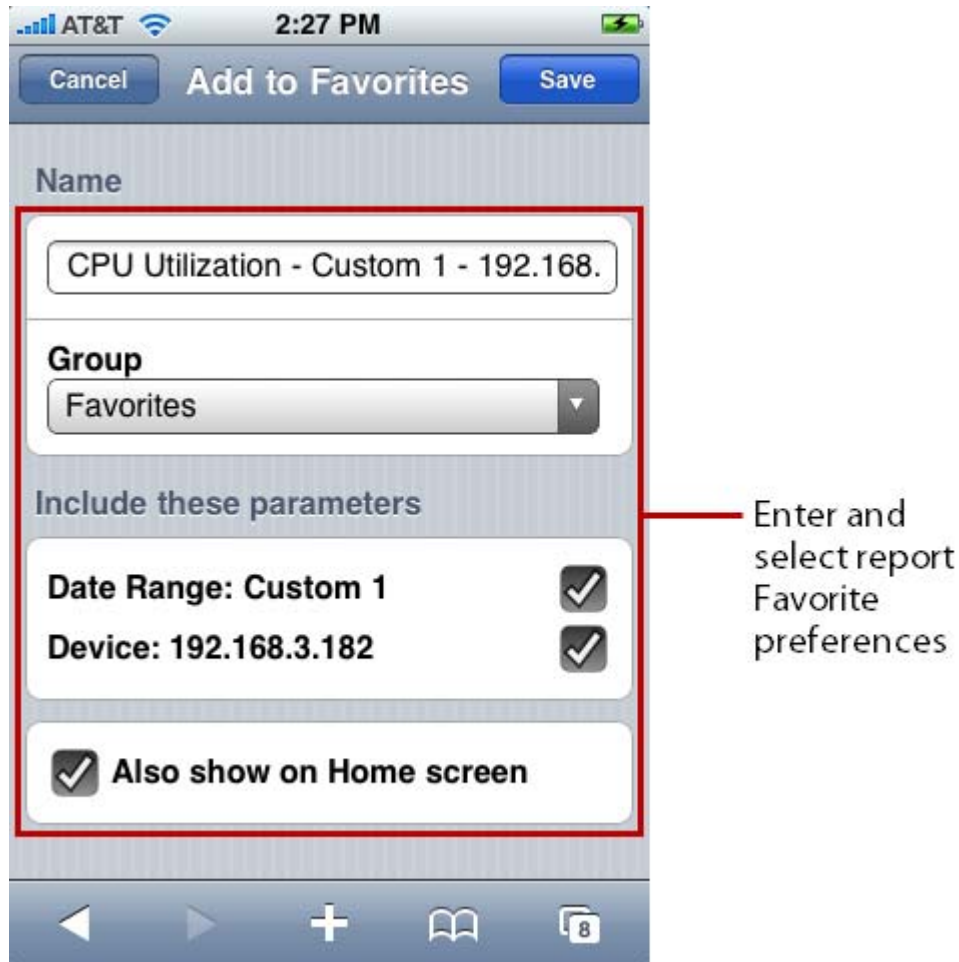 AT&T 2:27 PM
Cancel Add to Favorites Save
Name
CPU Utilization - Custom 1 - 192.168.
Group
Favorites
Include these parameters
Date Range: Custom 1
Device: 192.168.3.182
Also show on Home screen
Enter and
select report
Favorite
preferences
8